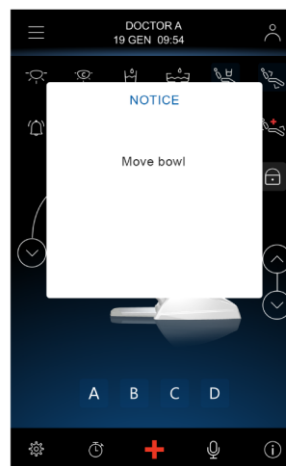 DOCTOR A
19 GEN 09:54
NOTICE
Move bowl
A B C D